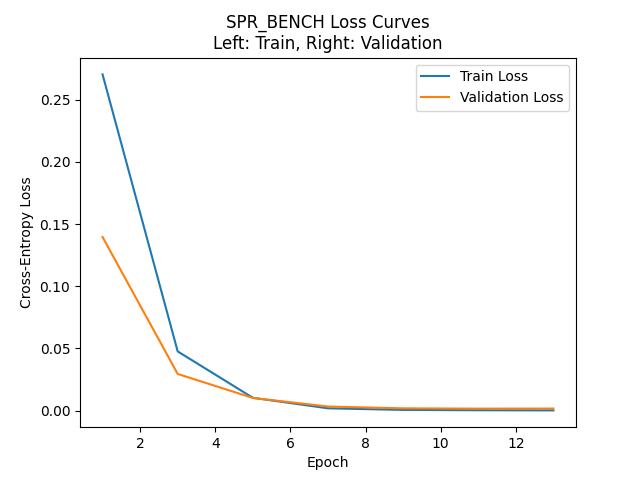 SPR_BENCH Loss Curves
Left: Train, Right: Validation
Train Loss
Validation Loss
Cross-Entropy Loss
0.25
0.20
0.15
0.10
0.05
0.00
2 4 6 8 10 12
Epoch